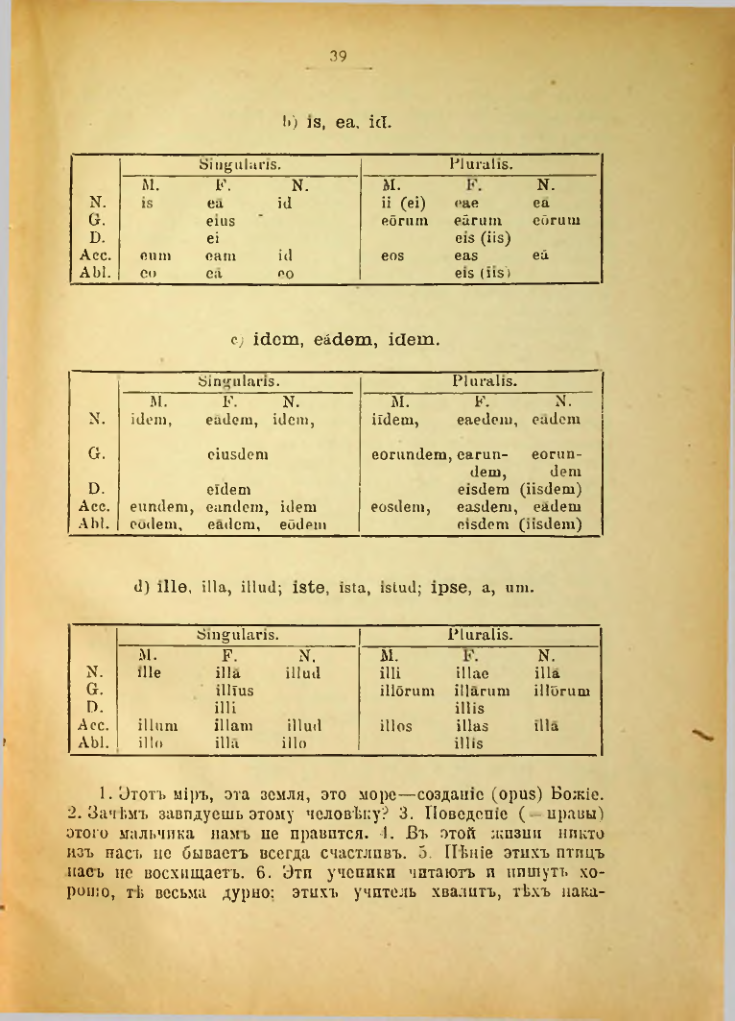 39
b) is, ea, id.
Singularis. Pluralis.
M. F. N. M. F. N.
N. is ea id ii (ei) eae ea
G. eius eōrum eārum eōrum
D. ei eis (iis)
Acc. eum eam id eos eas eă
Abl. eo eā eo eis (iis)
c) idem, eădem, idem.
Singularis. Pluralis.
M. F. N. M. F. N.
N. idem, eădem, idem, iīdem, eaedem, eădem
G. eiusdem eorundem, earun- eorun-
dem, dem
D. eīdem eisdem (iisdem)
Acc. eundem, eandem, idem eosdem, easdem, eădem
Abl. eōdem, eādem, eōdem eisdem (iisdem)
d) ille, illa, illud; iste, ista, istud; ipse, a, um.
Singularis. Pluralis.
M. F. N. M. F. N.
N. ille illă illud illi illae illă
G. illīus illōrum illārum illōrum
D. illi illis
Acc. illum illam illud illos illas illă
Abl. illo illā illo illis
1. Этотъ міръ, эта земля, это море—созданіе (opus) Божіе.
2. Зачѣмъ завидуешь этому человѣку? 3. Поведеніе (= нравы)
этого мальчика намъ не нравится. 4. Въ этой жизни никто
изъ насъ не бываетъ всегда счастливъ. 5. Пѣніе этихъ птицъ
насъ не восхищаетъ. 6. Эти ученики читаютъ и пишутъ хо-
рошо, тѣ весьма дурно; этихъ учитель хвалитъ, тѣхъ нака-